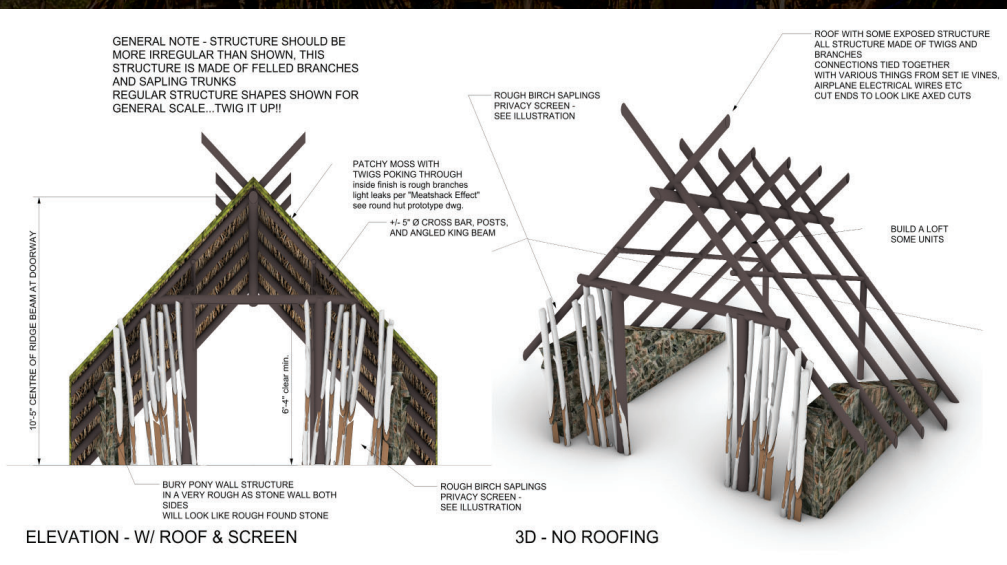 GENERAL NOTE - STRUCTURE SHOULD BE
MORE IRREGULAR THAN SHOWN, THIS
STRUCTURE IS MADE OF FELLED BRANCHES
AND SAPLING TRUNKS
REGULAR STRUCTURE SHAPES SHOWN FOR
GENERAL SCALE...TWIG IT UP!!
PATCHY MOSS WITH
TWIGS POKING THROUGH
inside finish is rough branches
light leaks per "Meatshack Effect"
see round hut prototype dwg.
+/- 5" Ø CROSS BAR, POSTS,
AND ANGLED KING BEAM
10'-5" CENTRE OF RIDGE BEAM AT DOORWAY
6'-4" clear min.
BURY PONY WALL STRUCTURE
IN A VERY ROUGH AS STONE WALL BOTH
SIDES
WILL LOOK LIKE ROUGH FOUND STONE
ROUGH BIRCH SAPLINGS
PRIVACY SCREEN -
SEE ILLUSTRATION
ELEVATION - W/ ROOF & SCREEN
ROUGH BIRCH SAPLINGS
PRIVACY SCREEN -
SEE ILLUSTRATION
ROOF WITH SOME EXPOSED STRUCTURE
ALL STRUCTURE MADE OF TWIGS AND
BRANCHES
CONNECTIONS TIED TOGETHER
WITH VARIOUS THINGS FROM SET IE VINES,
AIRPLANE ELECTRICAL WIRES ETC
CUT ENDS TO LOOK LIKE AXED CUTS
BUILD A LOFT
SOME UNITS
3D - NO ROOFING